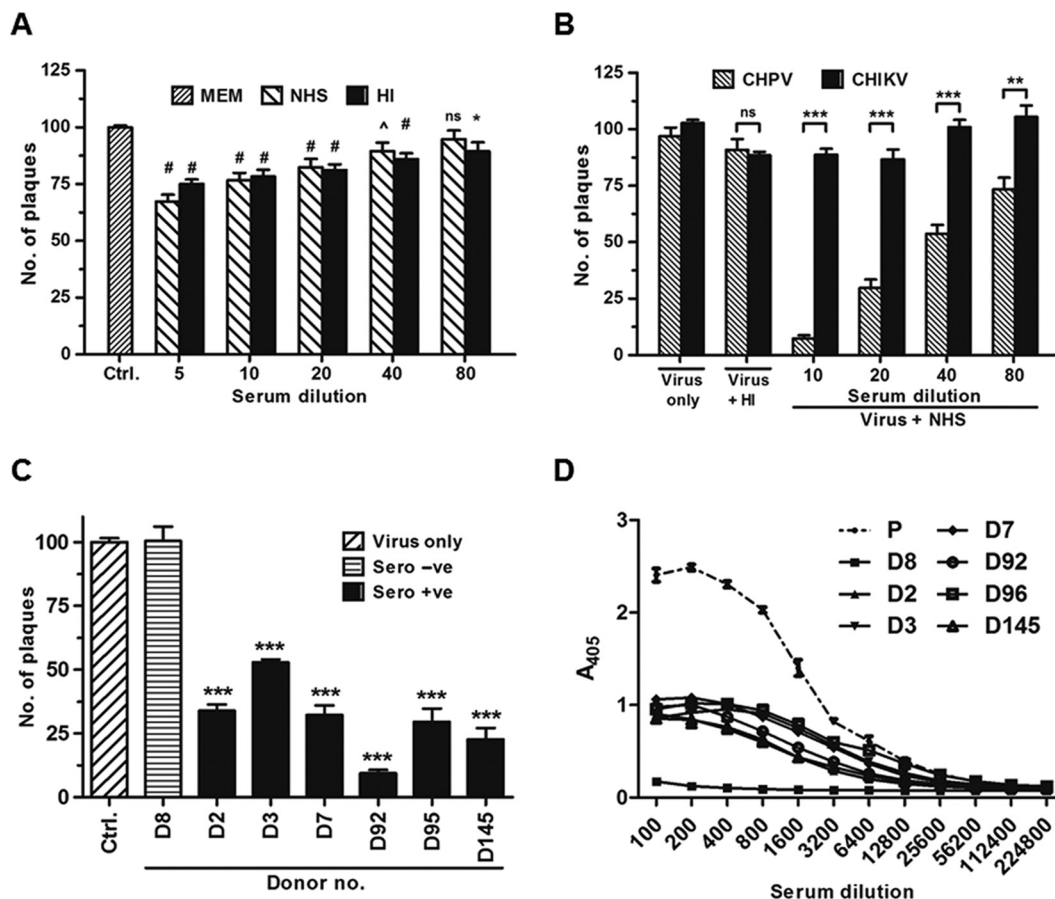 A
No. of plaques
125
100
75
50
25
0
MEM NHS HI
# # # # # # ^ # ns *
Ctrl. 5 10 20 40 80
Serum dilution
B
No. of plaques
125
100
75
50
25
0
CHPV CHIKV
ns *** *** *** **
Virus only
Virus + HI
10 20 40 80
Serum dilution
Virus + NHS
C
No. of plaques
100
75
50
25
0
Virus only
Sero –ve
Sero +ve
*** *** *** *** *** ***
Ctrl. D8 D2 D3 D7 D92 D95 D145
Donor no.
D
A405
3
2
1
0
P D7
D8 D92
D2 D96
D3 D145
100 200 400 800 1600 3200 6400 12800 25600 56200 112400 224800
Serum dilution